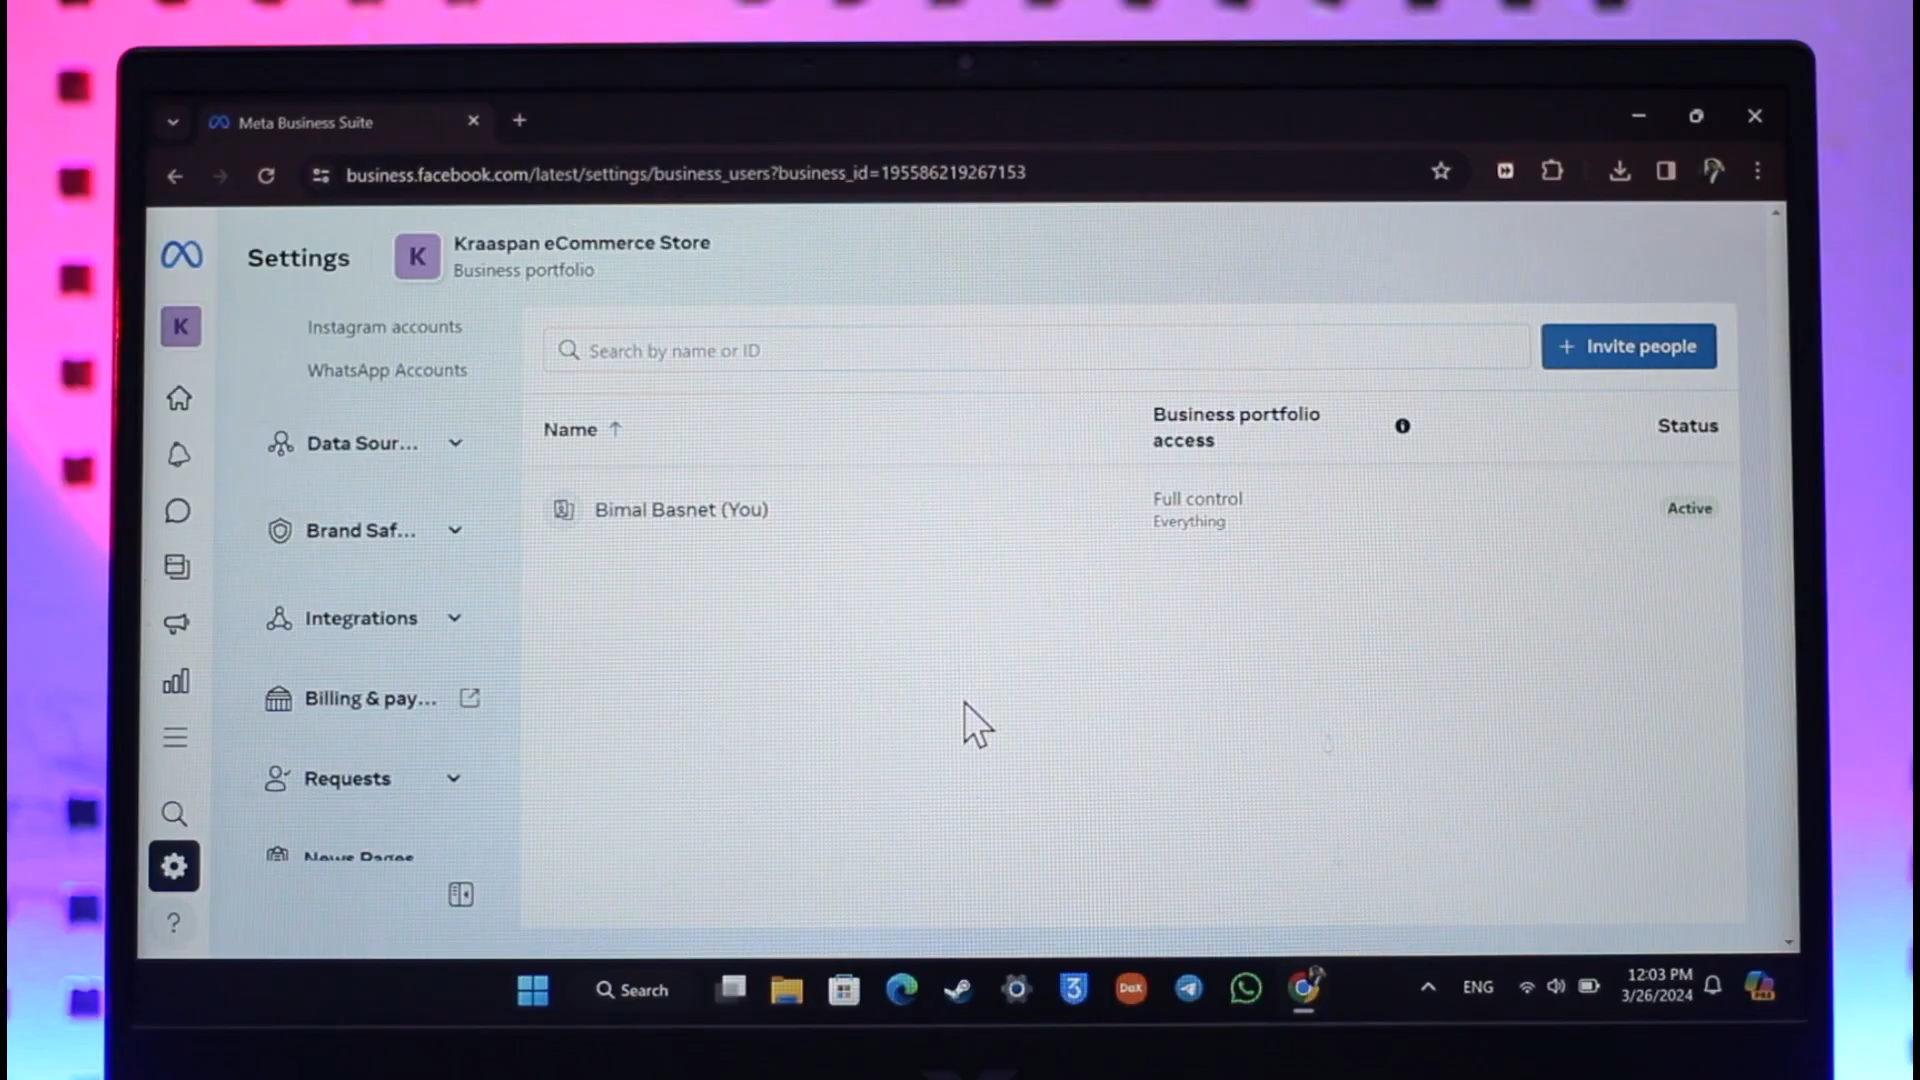 Meta Business Suite
business.facebook.com/latest/settings/business_users?business_id=195586219267153
Settings
K
Kraaspan eCommerce Store
Business portfolio
K
Instagram accounts
WhatsApp Accounts
Data Sour...
Brand Saf...
Integrations
Billing & pay...
Requests
News Pages
Search by name or ID
+ Invite people
Name ↑
Business portfolio
access
Status
Bimal Basnet (You)
Full control
Everything
Active
?
Search
3
DaX
ENG
12:03 PM
3/26/2024
PRE